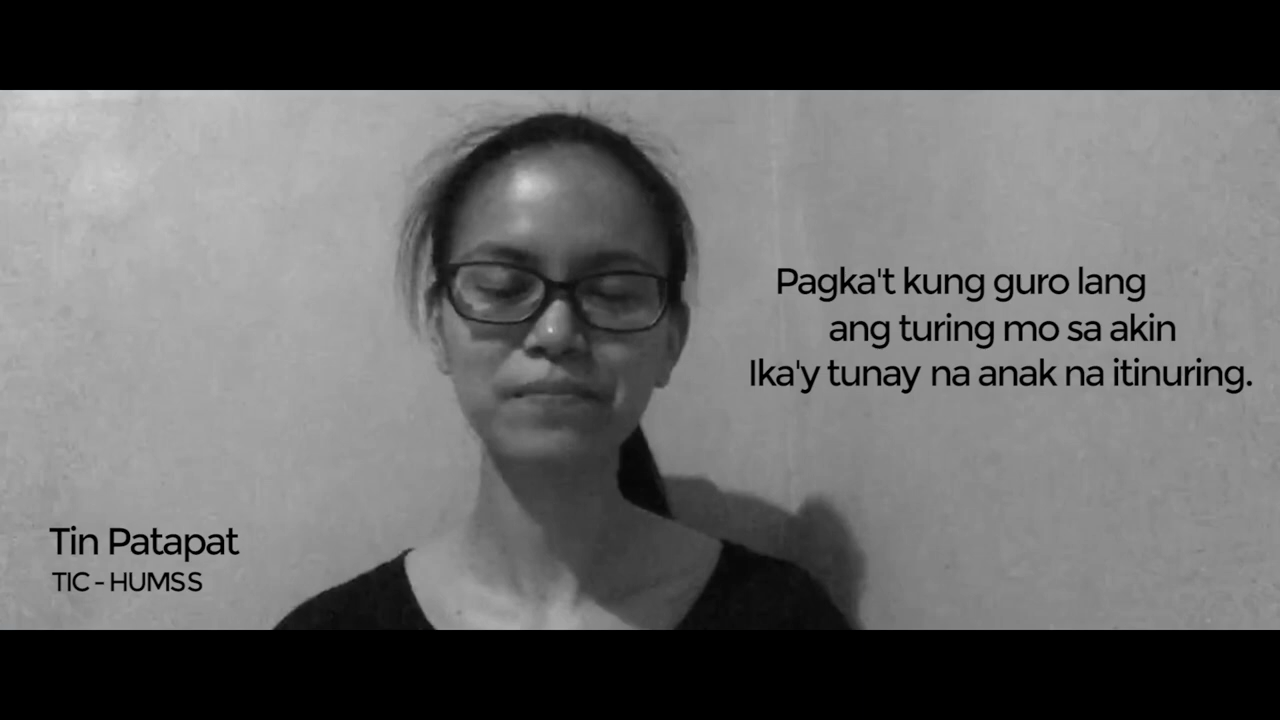 Pagka't kung guro lang
ang turing mo sa akin
Ika'y tunay na anak na itinuring.
Tin Patapat
TIC - HUMSS